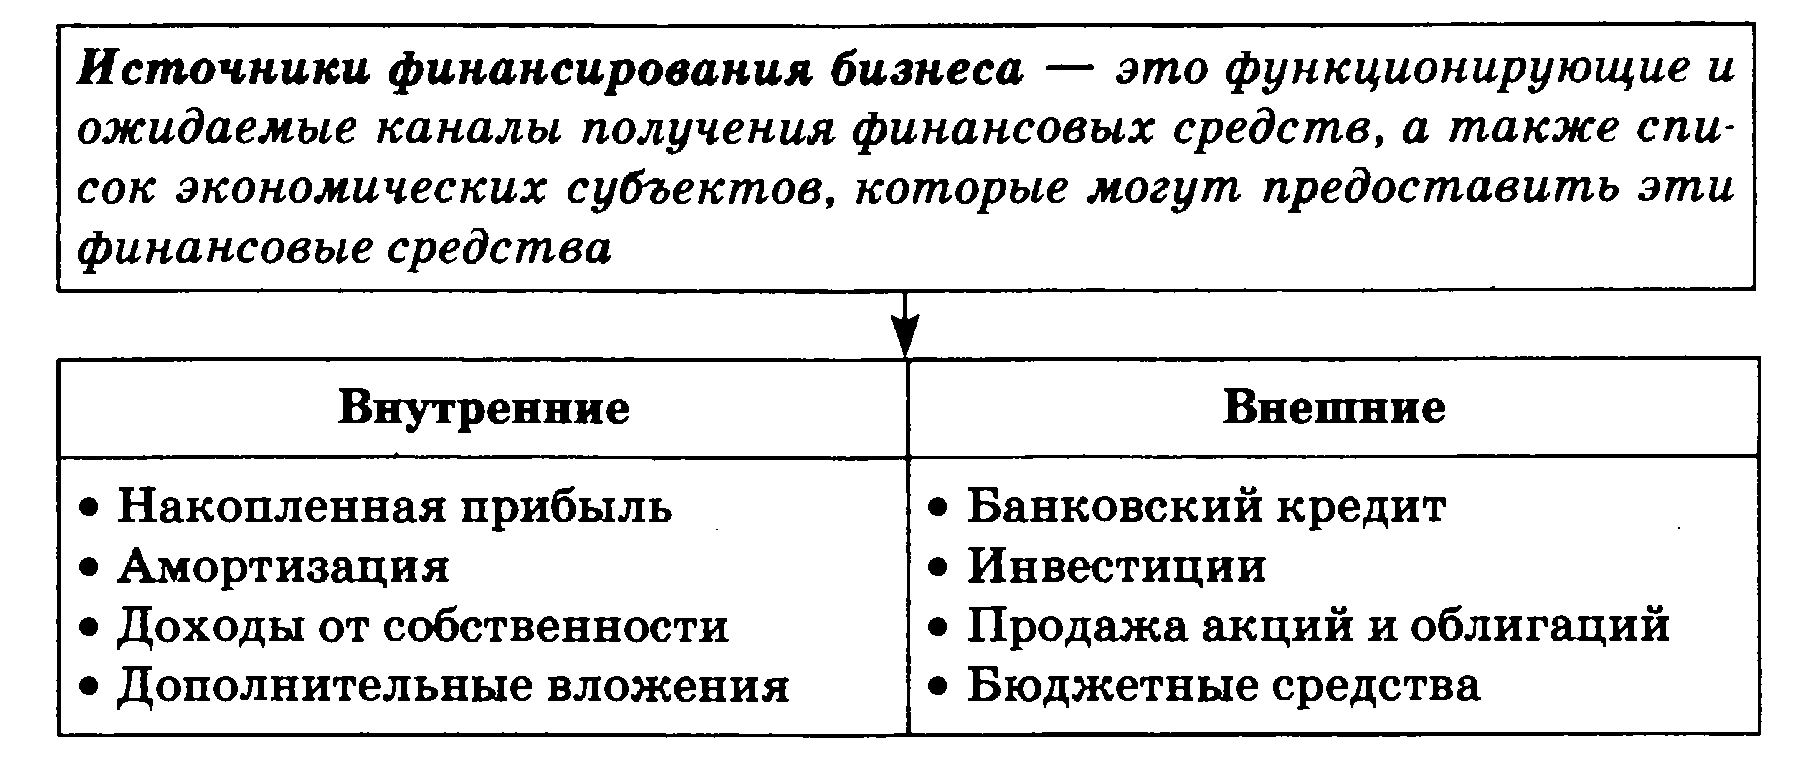 Источники финансирования бизнеса — это функционирующие и
ожидаемые каналы получения финансовых средств, а также спи-
сок экономических субъектов, которые могут предоставить эти
финансовые средства
Внутренние
• Накопленная прибыль
• Амортизация
• Доходы от собственности
• Дополнительные вложения
Внешние
• Банковский кредит
• Инвестиции
• Продажа акций и облигаций
• Бюджетные средства